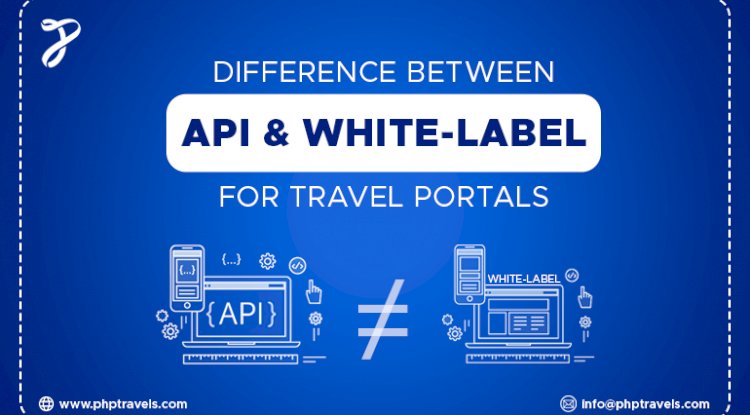 DIFFERENCE BETWEEN
API & WHITE-LABEL
FOR TRAVEL PORTALS
{...}
{...}
</>
{API}
≠
WHITE-LABEL
</>
www.phptravels.com
info@phptravels.com